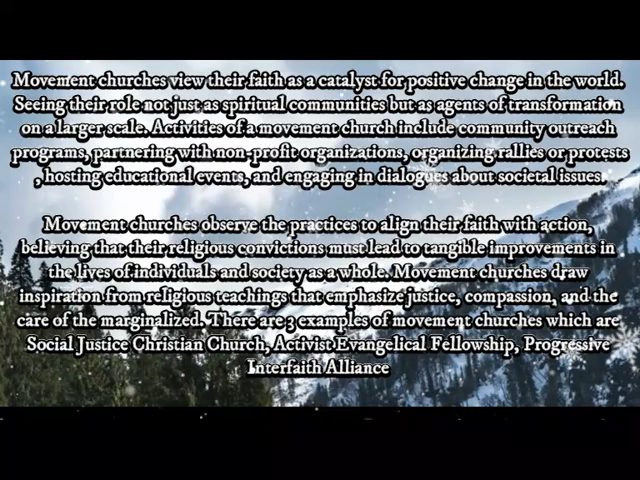 Movement churches view their faith as a catalyst for positive change in the world.
Seeing their role not just as spiritual communities but as agents of transformation
on a larger scale. Activities of a movement church include community outreach
programs, partnering with non-profit organizations, organizing rallies or protests
, hosting educational events, and engaging in dialogues about societal issues.
Movement churches observe the practices to align their faith with action,
believing that their religious convictions must lead to tangible improvements in
the lives of individuals and society as a whole. Movement churches draw
inspiration from religious teachings that emphasize justice, compassion, and the
care of the marginalized. There are 3 examples of movement churches which are
Social Justice Christian Church, Activist Evangelical Fellowship, Progressive
Interfaith Alliance